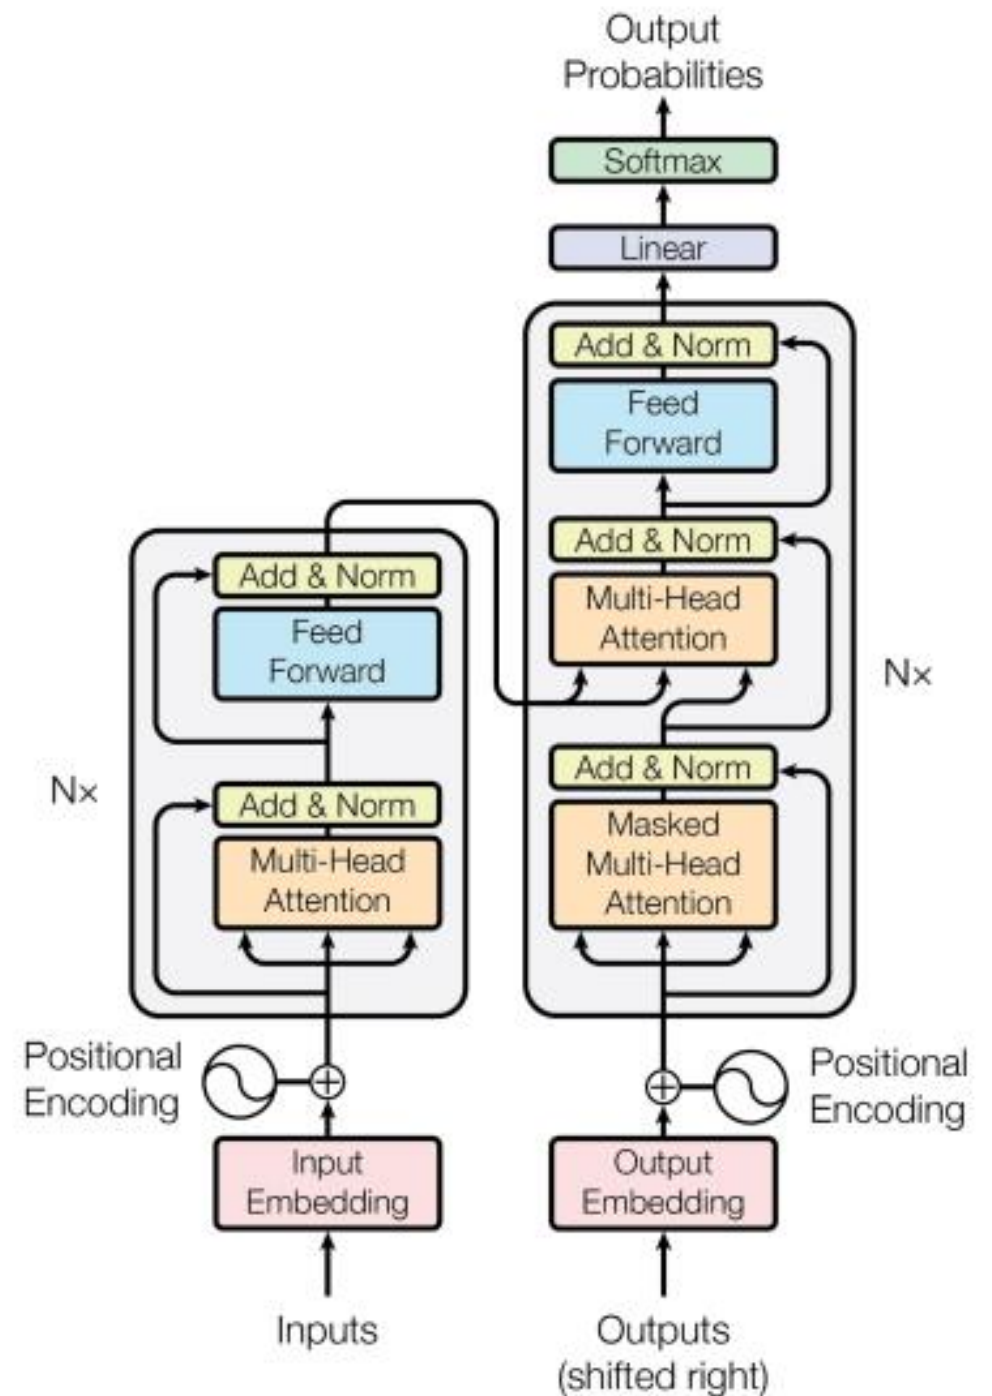 Output
Probabilities
Softmax
Linear
Add & Norm
Feed
Forward
Add & Norm
Multi-Head
Attention
Add & Norm
Masked
Multi-Head
Attention
Nx
Add & Norm
Feed
Forward
Add & Norm
Multi-Head
Attention
Nx
Positional
Encoding
Positional
Encoding
Input
Embedding
Output
Embedding
Inputs
Outputs
(shifted right)